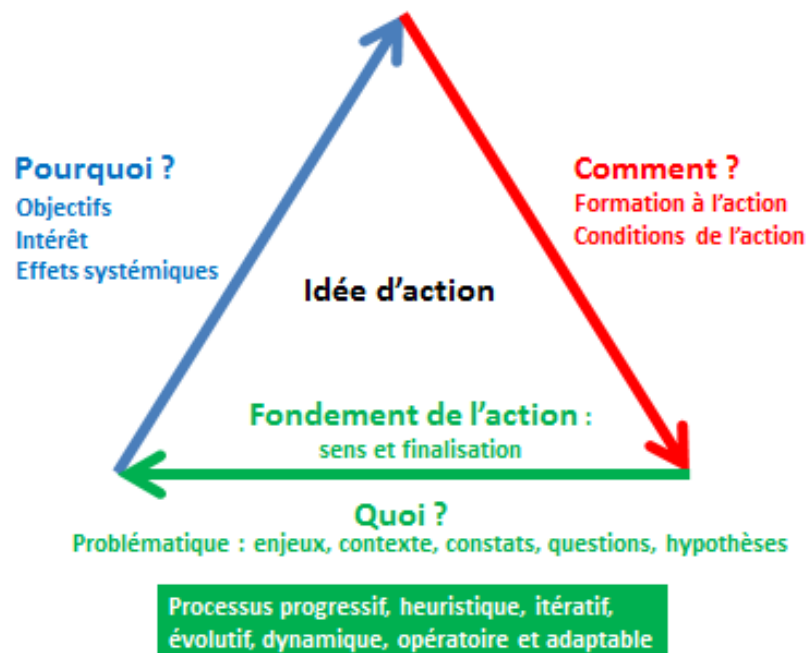 Pourquoi ?
Objectifs
Intérêt
Effets systémiques
Comment ?
Formation à l'action
Conditions de l'action
Idée d'action
Fondement de l'action :
sens et finalisation
Quoi ?
Problématique : enjeux, contexte, constats, questions, hypothèses
Processus progressif, heuristique, itératif,
évolutif, dynamique, opératoire et adaptable